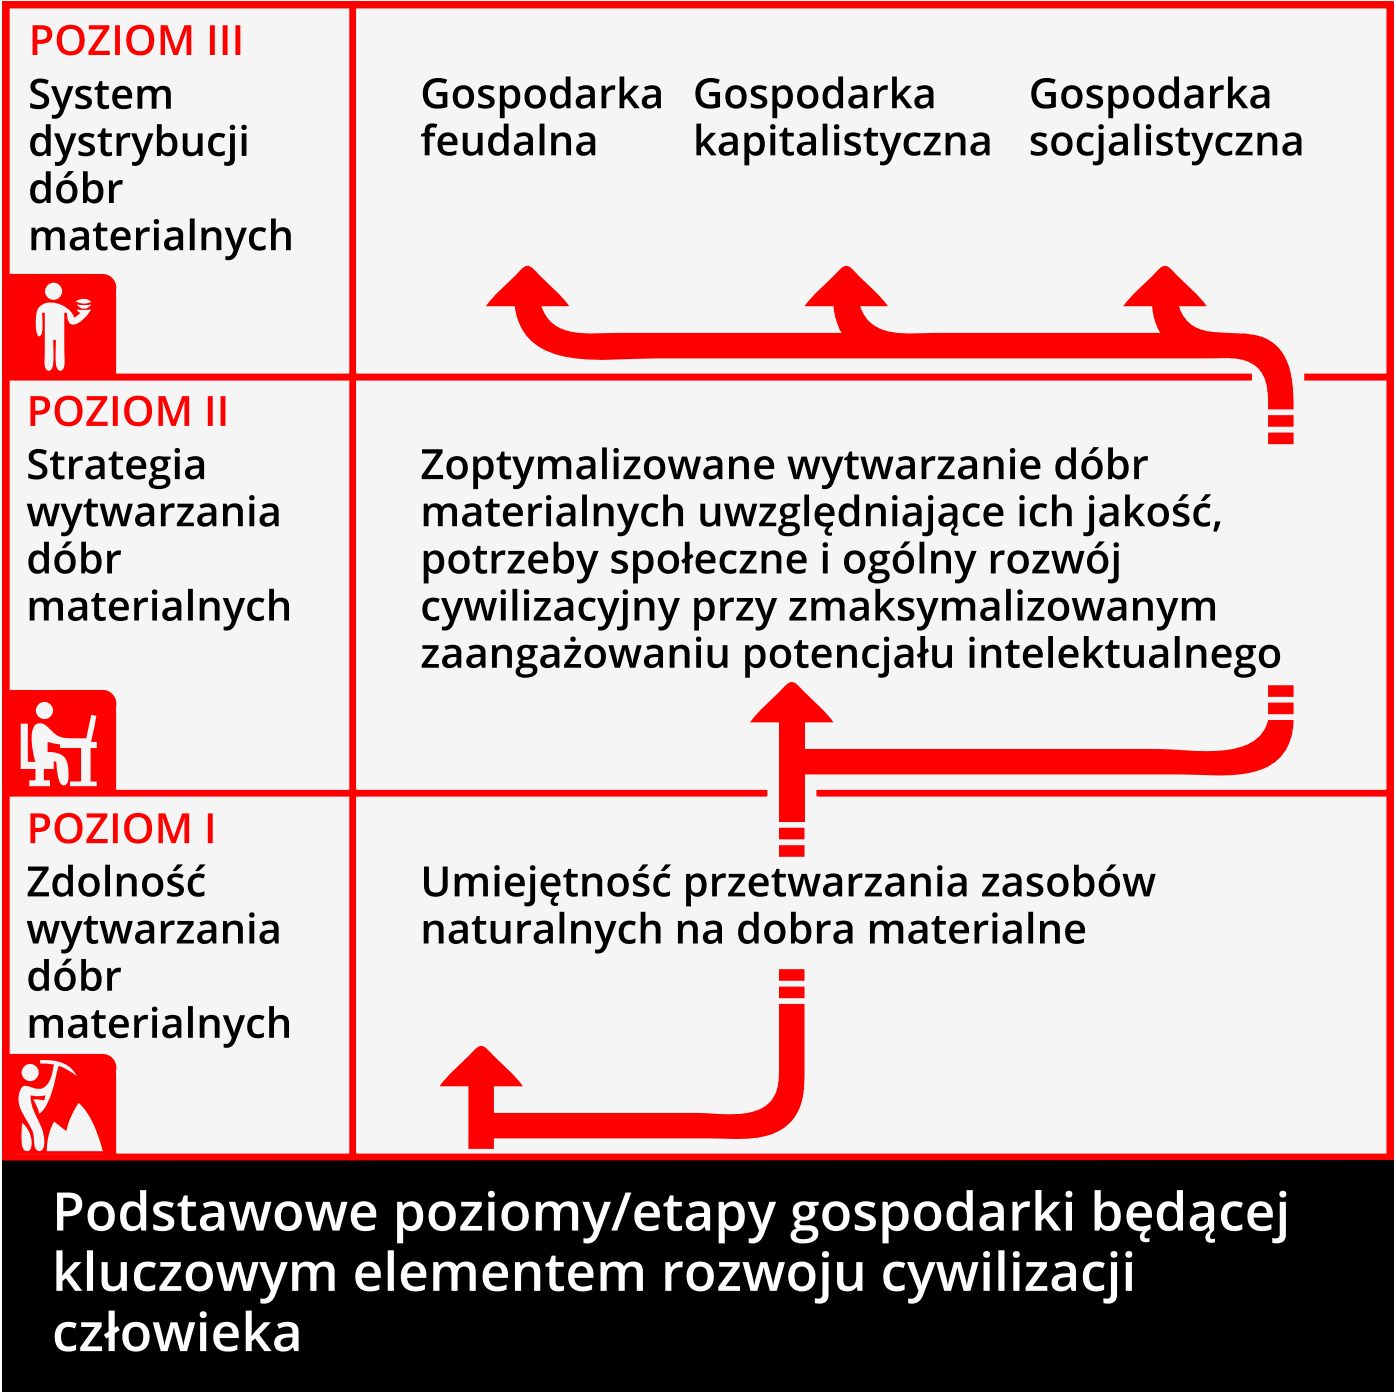 POZIOM III
System
dystrybucji
dóbr
materialnych
Gospodarka
feudalna
Gospodarka
kapitalistyczna
Gospodarka
socjalistyczna
POZIOM II
Strategia
wytwarzania
dóbr
materialnych
Zoptymalizowane wytwarzanie dóbr
materialnych uwzględniające ich jakość,
potrzeby społeczne i ogólny rozwój
cywilizacyjny przy zmaksymalizowanym
zaangażowaniu potencjału intelektualnego
POZIOM I
Zdolność
wytwarzania
dóbr
materialnych
Umiejętność przetwarzania zasobów
naturalnych na dobra materialne
Podstawowe poziomy/etapy gospodarki będącej
kluczowym elementem rozwoju cywilizacji
człowieka